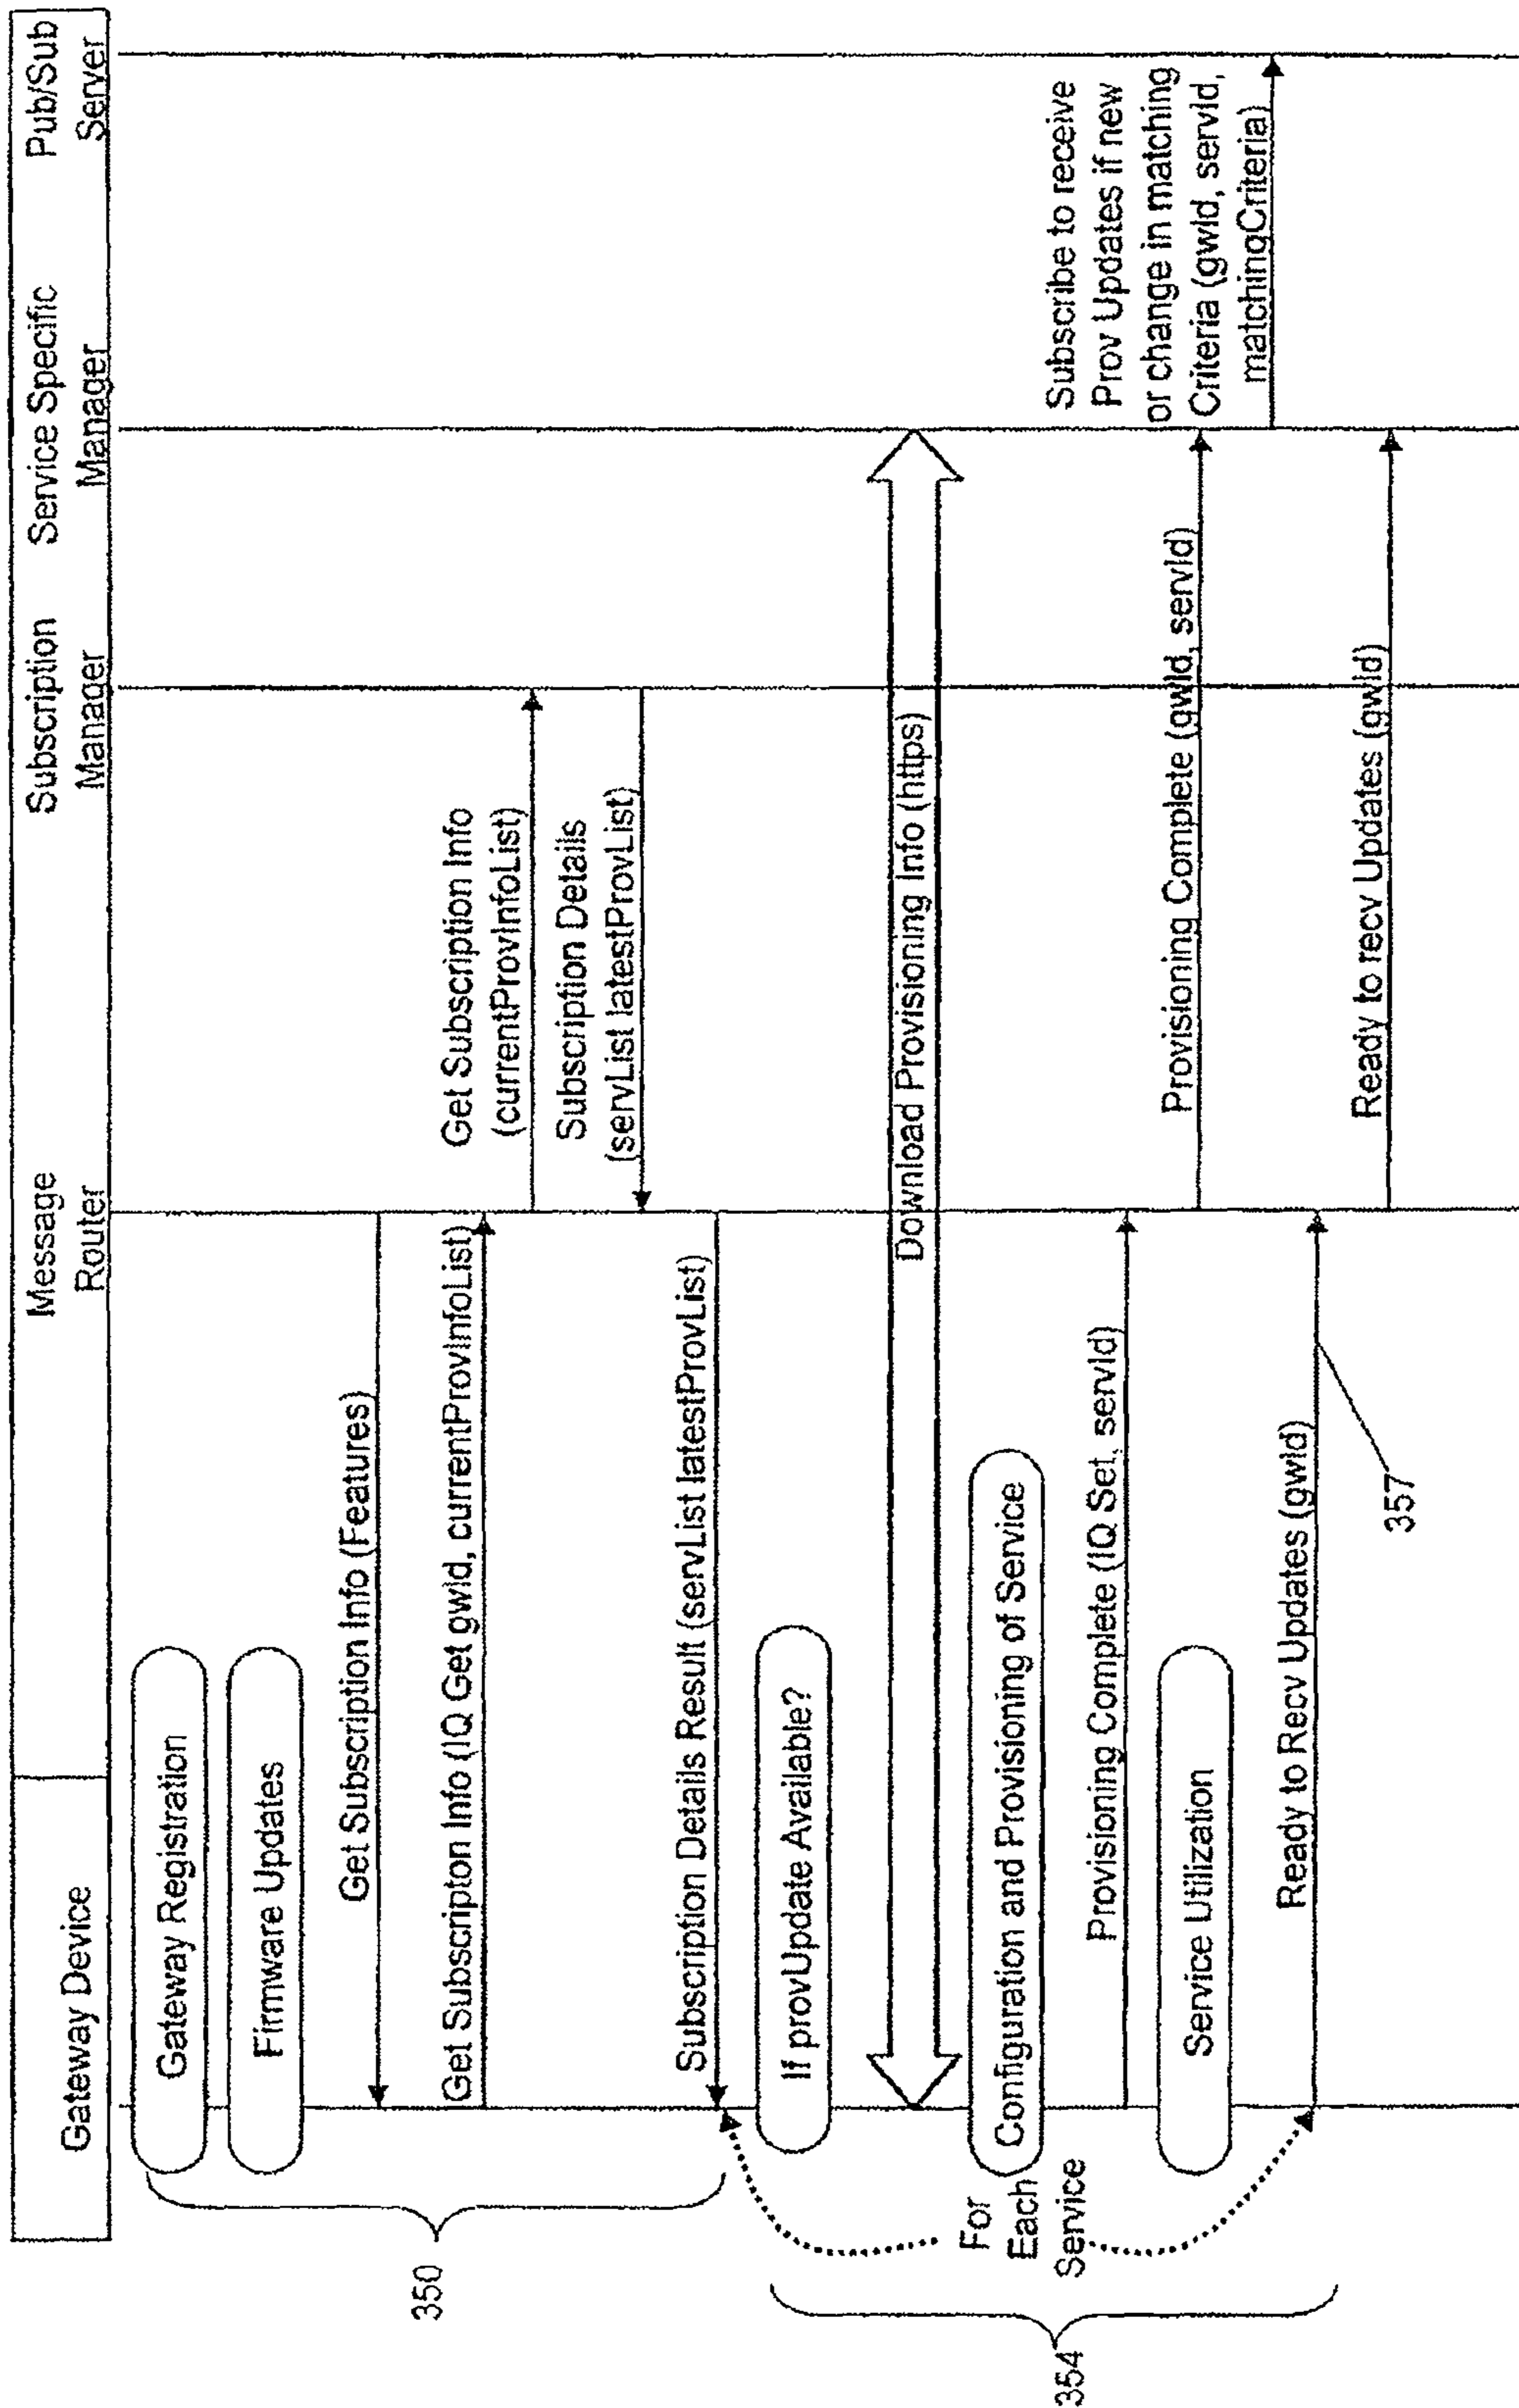 Gateway Device
Message
Router
Subscription
Manager
Service Specific
Manager
Pub/Sub
Server
Gateway Registration
Firmware Updates
Get Subscription Info (Features)
Get Subscripton Info (IQ Get gwId, currentProvInfoList)
Get Subscription Info
(currentProvInfoList)
Subscription Details
(servList latestProvList)
Subscription Details Result (servList latestProvList)
350
If provUpdate Available?
Download Provisioning Info (https)
Configuration and Provisioning of Service
For
Each
Service
Provisioning Complete (IQ Set, servId)
Provisioning Complete (gwId, servId)
Subscribe to receive
Prov Updates if new
or change in matching
Criteria (gwId, servId,
matchingCriteria)
Service Utilization
Ready to Recv Updates (gwId)
Ready to recv Updates (gwId)
357
354